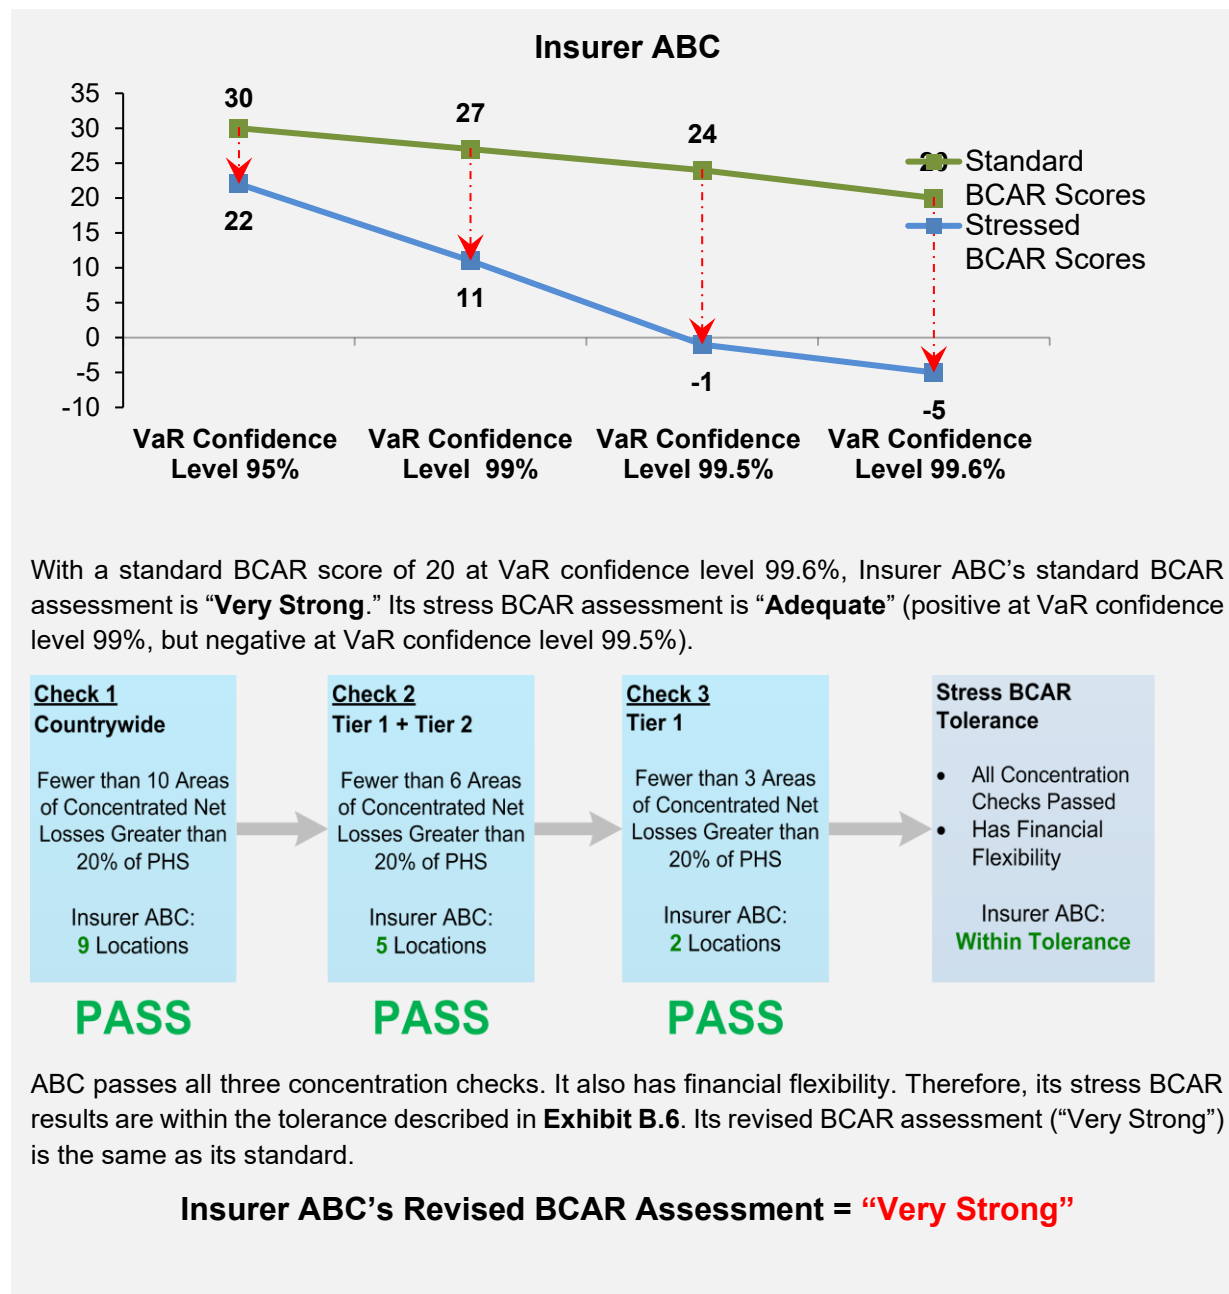 Insurer ABC
35
30
25
20
15
10
5
0
-5
-10
30
27
24
20
22
11
-1
-5
Standard
BCAR Scores
Stressed
BCAR Scores
VaR Confidence
Level 95%
VaR Confidence
Level  99%
VaR Confidence
Level 99.5%
VaR Confidence
Level 99.6%
With a standard BCAR score of 20 at VaR confidence level 99.6%, Insurer ABC’s standard BCAR
assessment is “Very Strong.” Its stress BCAR assessment is “Adequate” (positive at VaR confidence
level 99%, but negative at VaR confidence level 99.5%).
Check 1
Countrywide
Fewer than 10 Areas
of Concentrated Net
Losses Greater than
20% of PHS
Insurer ABC:
9 Locations
PASS
Check 2
Tier 1 + Tier 2
Fewer than 6 Areas
of Concentrated Net
Losses Greater than
20% of PHS
Insurer ABC:
5 Locations
PASS
Check 3
Tier 1
Fewer than 3 Areas
of Concentrated Net
Losses Greater than
20% of PHS
Insurer ABC:
2 Locations
PASS
Stress BCAR
Tolerance
• All Concentration
Checks Passed
• Has Financial
Flexibility
Insurer ABC:
Within Tolerance
ABC passes all three concentration checks. It also has financial flexibility. Therefore, its stress BCAR
results are within the tolerance described in Exhibit B.6. Its revised BCAR assessment (“Very Strong”)
is the same as its standard.
Insurer ABC’s Revised BCAR Assessment = “Very Strong”